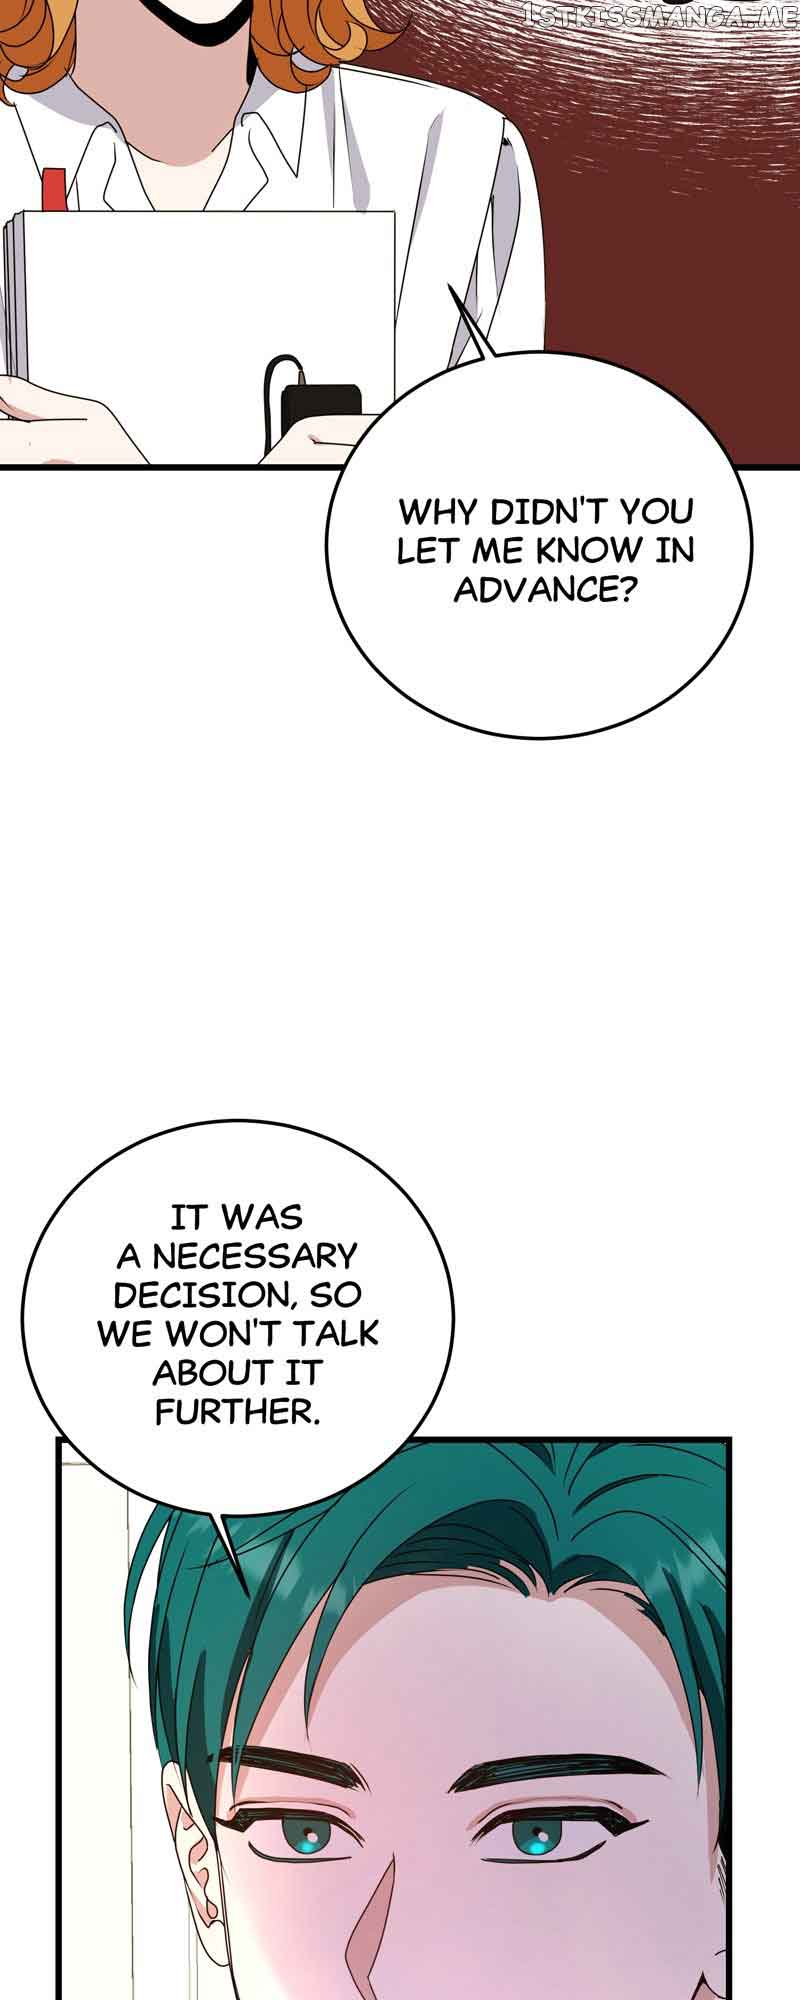 1STKISSMANGA.ME
WHY DIDN'T YOU
LET ME KNOW IN
ADVANCE?
IT WAS
A NECESSARY
DECISION, SO
WE WON'T TALK
ABOUT IT
FURTHER.